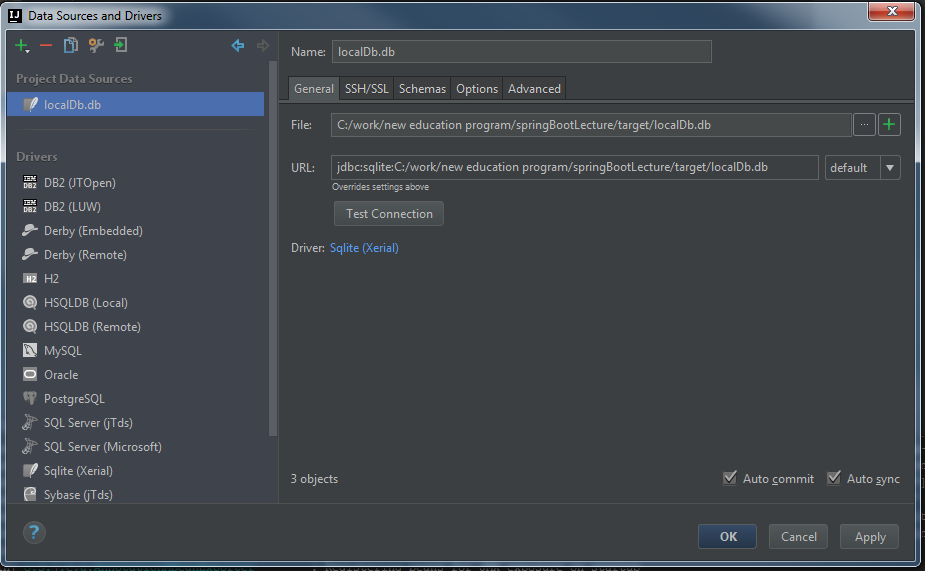 Data Sources and Drivers
Project Data Sources
localDb.db
Drivers
DB2 (JTOpen)
DB2 (LUW)
Derby (Embedded)
Derby (Remote)
H2
HSQLDB (Local)
HSQLDB (Remote)
MySQL
Oracle
PostgreSQL
SQL Server (jTds)
SQL Server (Microsoft)
Sqlite (Xerial)
Sybase (jTds)
Name: localDb.db
General SSH/SSL Schemas Options Advanced
File: C:/work/new education program/springBootLecture/target/localDb.db
URL: jdbc:sqlite:C:/work/new education program/springBootLecture/target/localDb.db default
Overrides settings above
Test Connection
Driver: Sqlite (Xerial)
3 objects Auto commit Auto sync
? OK Cancel Apply